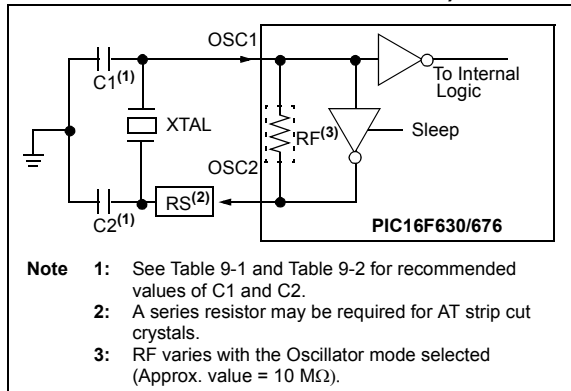 OSC1
C1(1)
To Internal
Logic
XTAL
RF(3)
Sleep
OSC2
RS(2)
C2(1)
PIC16F630/676
Note 1: See Table 9-1 and Table 9-2 for recommended
values of C1 and C2.
2: A series resistor may be required for AT strip cut
crystals.
3: RF varies with the Oscillator mode selected
(Approx. value = 10 MΩ).